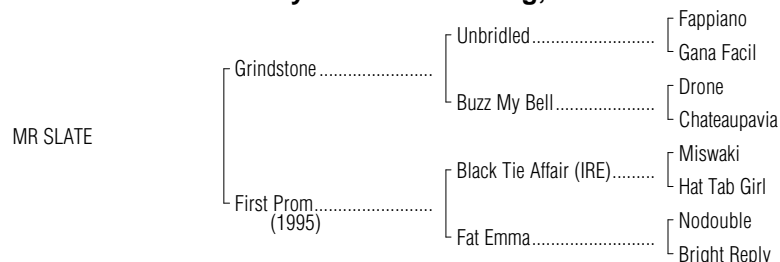 Fappiano
Unbridled
Gana Facil
Grindstone
Drone
Buzz My Bell
Chateaupavia
MR SLATE
Miswaki
Black Tie Affair (IRE)
Hat Tab Girl
First Prom
(1995)
Nodouble
Fat Emma
Bright Reply